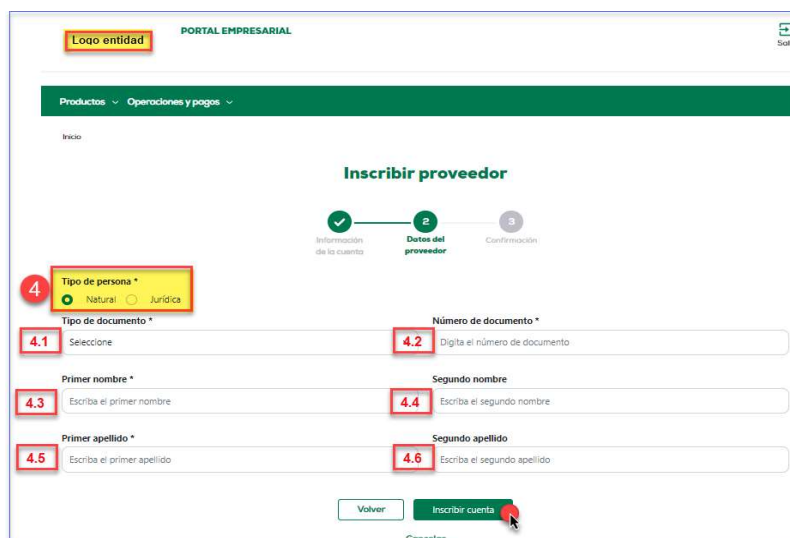 Logo entidad
PORTAL EMPRESARIAL
Productos Operaciones y pagos
Inicio
Inscribir proveedor
2 3
Información de la cuenta
Datos del proveedor
Confirmación
4
Tipo de persona *
Natural Jurídica
Tipo de documento *
Número de documento *
4.1 Seleccione
4.2 Digita el número de documento
Primer nombre *
Segundo nombre
4.3 Escriba el primer nombre
4.4 Escriba el segundo nombre
Primer apellido *
Segundo apellido
4.5 Escriba el primer apellido
4.6 Escriba el segundo apellido
Volver Inscribir cuenta
Cancelar